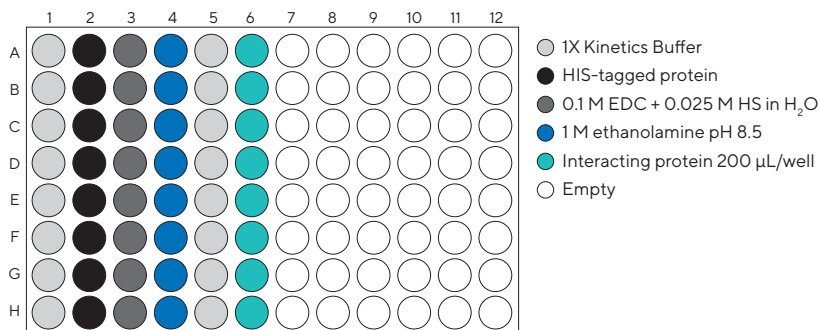 1 2 3 4 5 6 7 8 9 10 11 12
A
B
C
D
E
F
G
H
1X Kinetics Buffer
HIS-tagged protein
0.1 M EDC + 0.025 M HS in H₂O
1 M ethanolamine pH 8.5
Interacting protein 200 µL/well
Empty